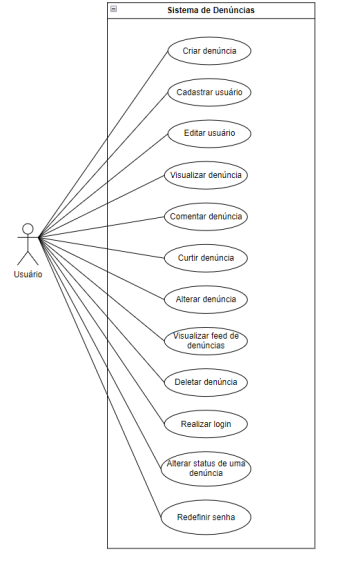 Sistema de Denúncias
Criar denúncia
Cadastrar usuário
Editar usuário
Visualizar denúncia
Comentar denúncia
Curtir denúncia
Usuário
Alterar denúncia
Visualizar feed de
denúncias
Deletar denúncia
Realizar login
Alterar status de uma
denúncia
Redefinir senha